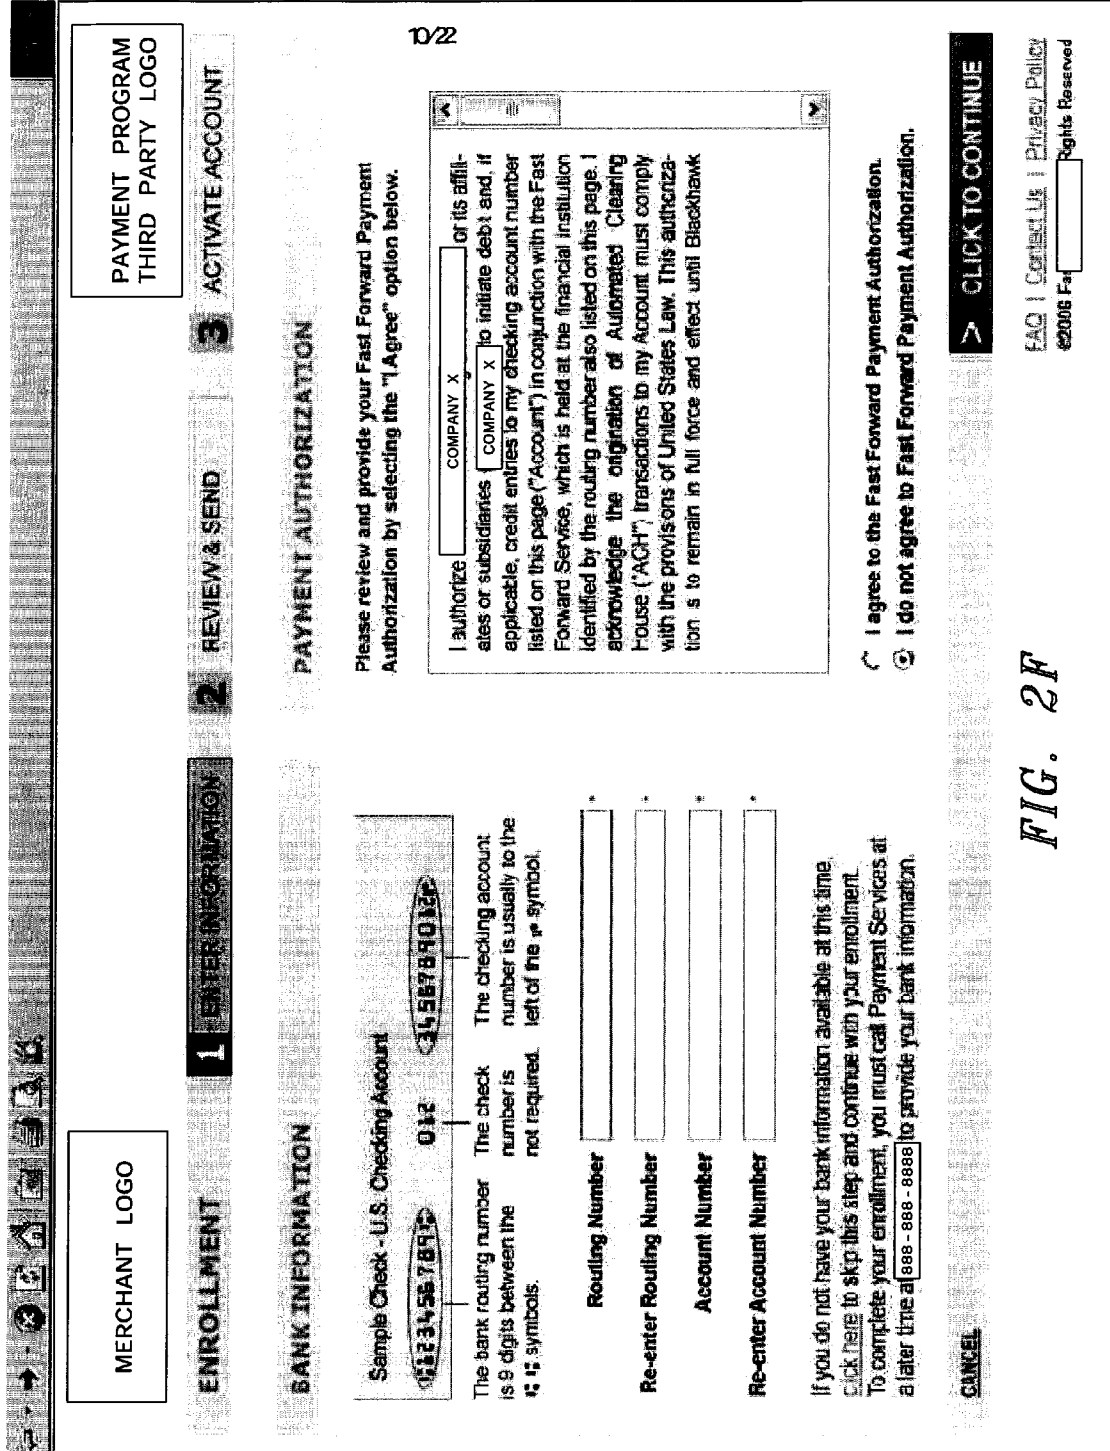 10/22
MERCHANT LOGO
PAYMENT PROGRAM
THIRD PARTY LOGO
ENROLLMENT
1 ENTER INFORMATION
2 REVIEW & SEND
3 ACTIVATE ACCOUNT
BANK INFORMATION
Sample Check - U.S. Checking Account
⑆123456789⑆ 012 3456789012⑈
The bank routing number
is 9 digits between the
⑆ ⑆ symbols.
The check
number is
not required.
The checking account
number is usually to the
left of the ⑈ symbol.
Routing Number *
Re-enter Routing Number *
Account Number *
Re-enter Account Number *
If you do not have your bank information available at this time,
click here to skip this step and continue with your enrollment.
To complete your enrollment, you must call Payment Services at
a later time at 888-888-8888 to provide your bank information.
PAYMENT AUTHORIZATION
Please review and provide your Fast Forward Payment
Authorization by selecting the "I Agree" option below.
I authorize COMPANY X or its affili-
ates or subsidiaries COMPANY X to initiate debit and, if
applicable, credit entries to my checking account number
listed on this page ("Account") in conjunction with the Fast
Forward Service, which is held at the financial institution
identified by the routing number also listed on this page. I
acknowledge the origination of Automated Clearing
House ("ACH") transactions to my Account must comply
with the provisions of United States Law. This authoriza-
tion is to remain in full force and effect until Blackhawk
I agree to the Fast Forward Payment Authorization.
I do not agree to Fast Forward Payment Authorization.
CANCEL
> CLICK TO CONTINUE
FAQ | Contact Us | Privacy Policy
©2006 Fas Rights Reserved
FIG. 2F